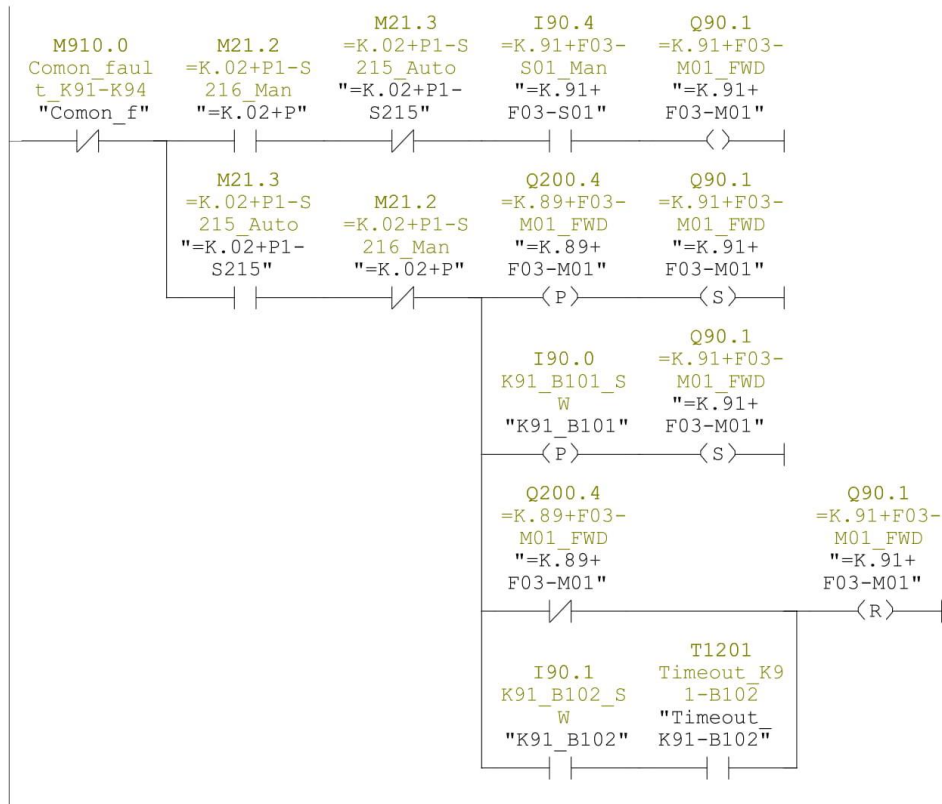 M910.0
Comon_faul
t_K91-K94
"Comon_f"
M21.2
=K.02+P1-S
216_Man
"=K.02+P"
M21.3
=K.02+P1-S
215_Auto
"=K.02+P1-
S215"
I90.4
=K.91+F03-
S01_Man
"=K.91+
F03-S01"
Q90.1
=K.91+F03-
M01_FWD
"=K.91+
F03-M01"
M21.3
=K.02+P1-S
215_Auto
"=K.02+P1-
S215"
M21.2
=K.02+P1-S
216_Man
"=K.02+P"
Q200.4
=K.89+F03-
M01_FWD
"=K.89+
F03-M01"
P
Q90.1
=K.91+F03-
M01_FWD
"=K.91+
F03-M01"
S
I90.0
K91_B101_S
W
"K91_B101"
P
Q90.1
=K.91+F03-
M01_FWD
"=K.91+
F03-M01"
S
Q200.4
=K.89+F03-
M01_FWD
"=K.89+
F03-M01"
Q90.1
=K.91+F03-
M01_FWD
"=K.91+
F03-M01"
R
I90.1
K91_B102_S
W
"K91_B102"
T1201
Timeout_K9
1-B102
"Timeout_
K91-B102"